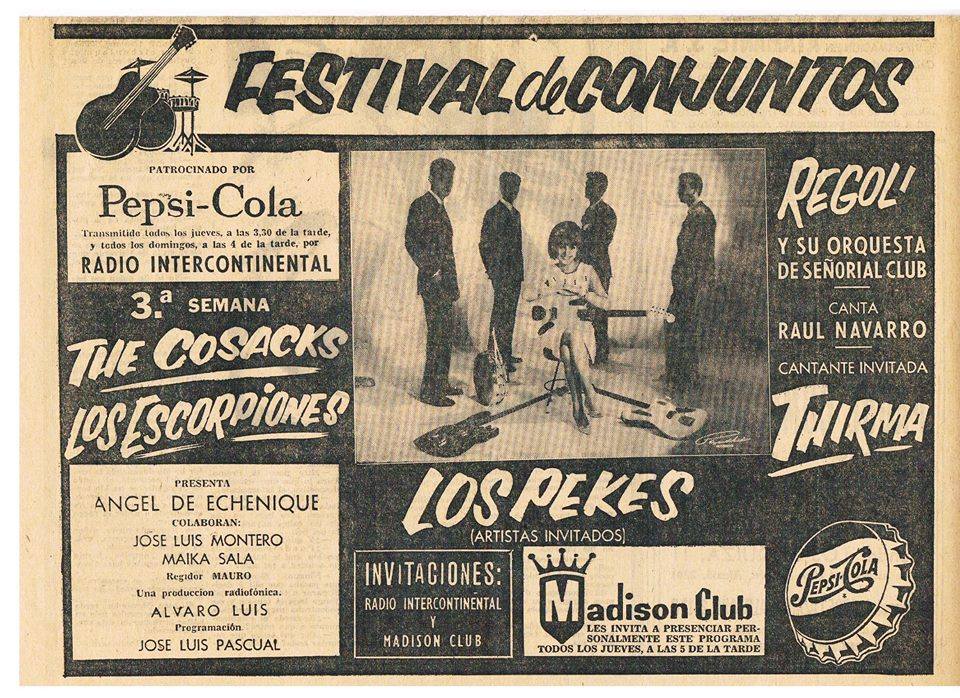 FESTIVAL de CONJUNTOS
PATROCINADO POR
Pepsi-Cola
Transmitido todos los jueves, a las 3,30 de la tarde,
y todos los domingos, a las 4 de la tarde, por
RADIO INTERCONTINENTAL
3.ª SEMANA
THE COSACKS
LOS ESCORPIONES
PRESENTA
ANGEL DE ECHENIQUE
COLABORAN:
JOSE LUIS MONTERO
MAIKA SALA
Regidor MAURO
Una produccion radiofónica.
ALVARO LUIS
Programación
JOSE LUIS PASCUAL
LOS PEKES
(ARTISTAS INVITADOS)
INVITACIONES:
RADIO INTERCONTINENTAL
Y
MADISON CLUB
Madison Club
LES INVITA A PRESENCIAR PER-
SONALMENTE ESTE PROGRAMA
TODOS LOS JUEVES, A LAS 5 DE LA TARDE
REGOLI
Y SU ORQUESTA
DE SEÑORIAL CLUB
CANTA
RAUL NAVARRO
CANTANTE INVITADA
THIRMA
PEPSI-COLA